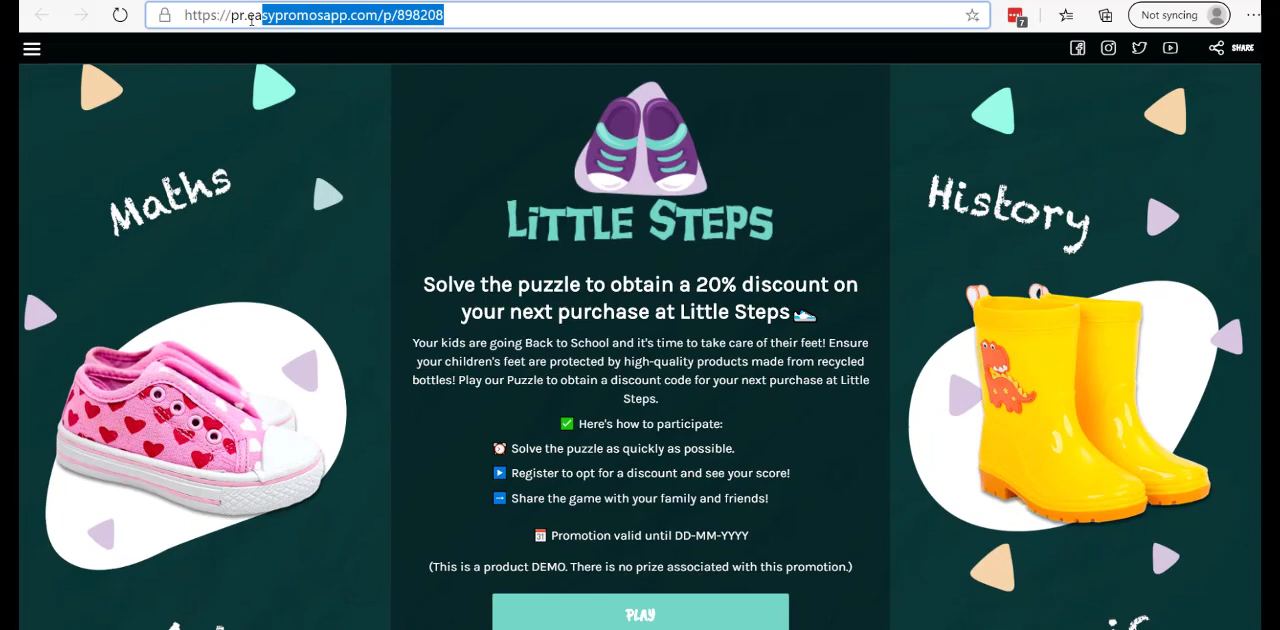 https://pr.easypromosapp.com/p/898208
7
Not syncing
SHARE
Maths
History
LITTLE STEPS
Solve the puzzle to obtain a 20% discount on
your next purchase at Little Steps
Your kids are going Back to School and it's time to take care of their feet! Ensure
your children's feet are protected by high-quality products made from recycled
bottles! Play our Puzzle to obtain a discount code for your next purchase at Little
Steps.
Here's how to participate:
Solve the puzzle as quickly as possible.
Register to opt for a discount and see your score!
Share the game with your family and friends!
Promotion valid until DD-MM-YYYY
(This is a product DEMO. There is no prize associated with this promotion.)
PLAY